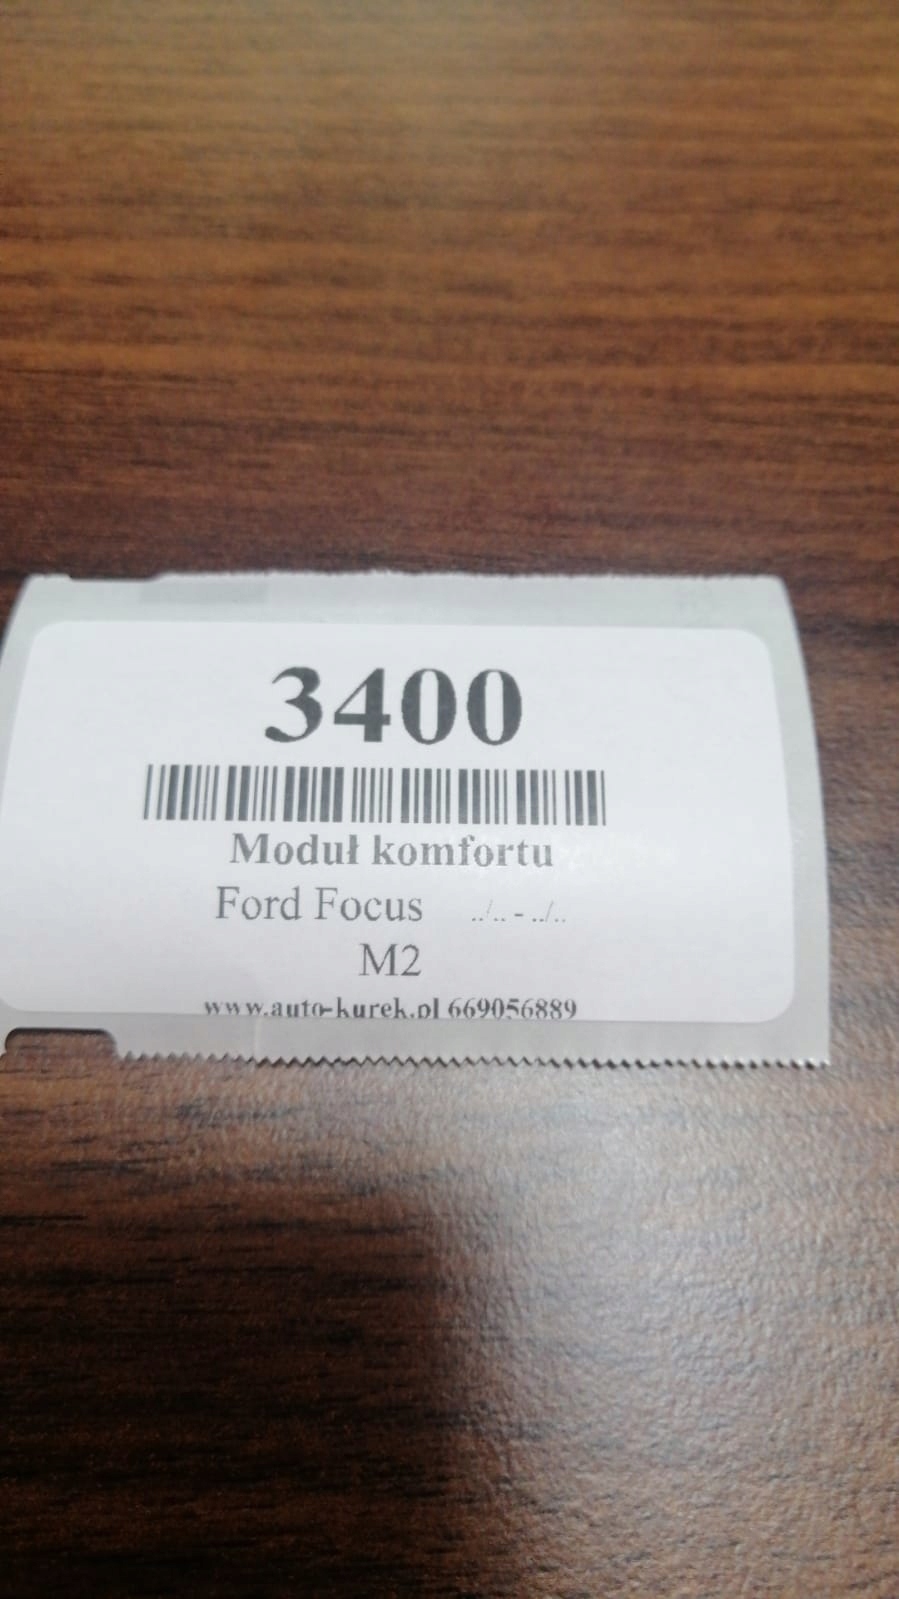 3400
Moduł komfortu
Ford Focus ../.. - ../..
M2
www.auto-kurek.pl 669056889